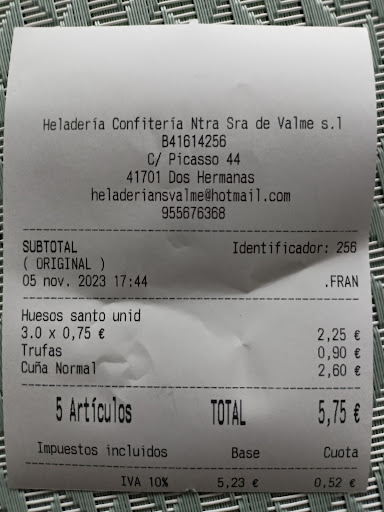 Heladería Confitería Ntra Sra de Valme s.l
B41614256
C/ Picasso 44
41701 Dos Hermanas
heladeriansvalme@hotmail.com
955676368
SUBTOTAL Identificador: 256
( ORIGINAL )
05 nov. 2023 17:44 .FRAN
Huesos santo unid
3.0 x 0,75 € 2,25 €
Trufas 0,90 €
Cuña Normal 2,60 €
5 Artículos TOTAL 5,75 €
Impuestos incluidos Base Cuota
IVA 10% 5,23 € 0,52 €